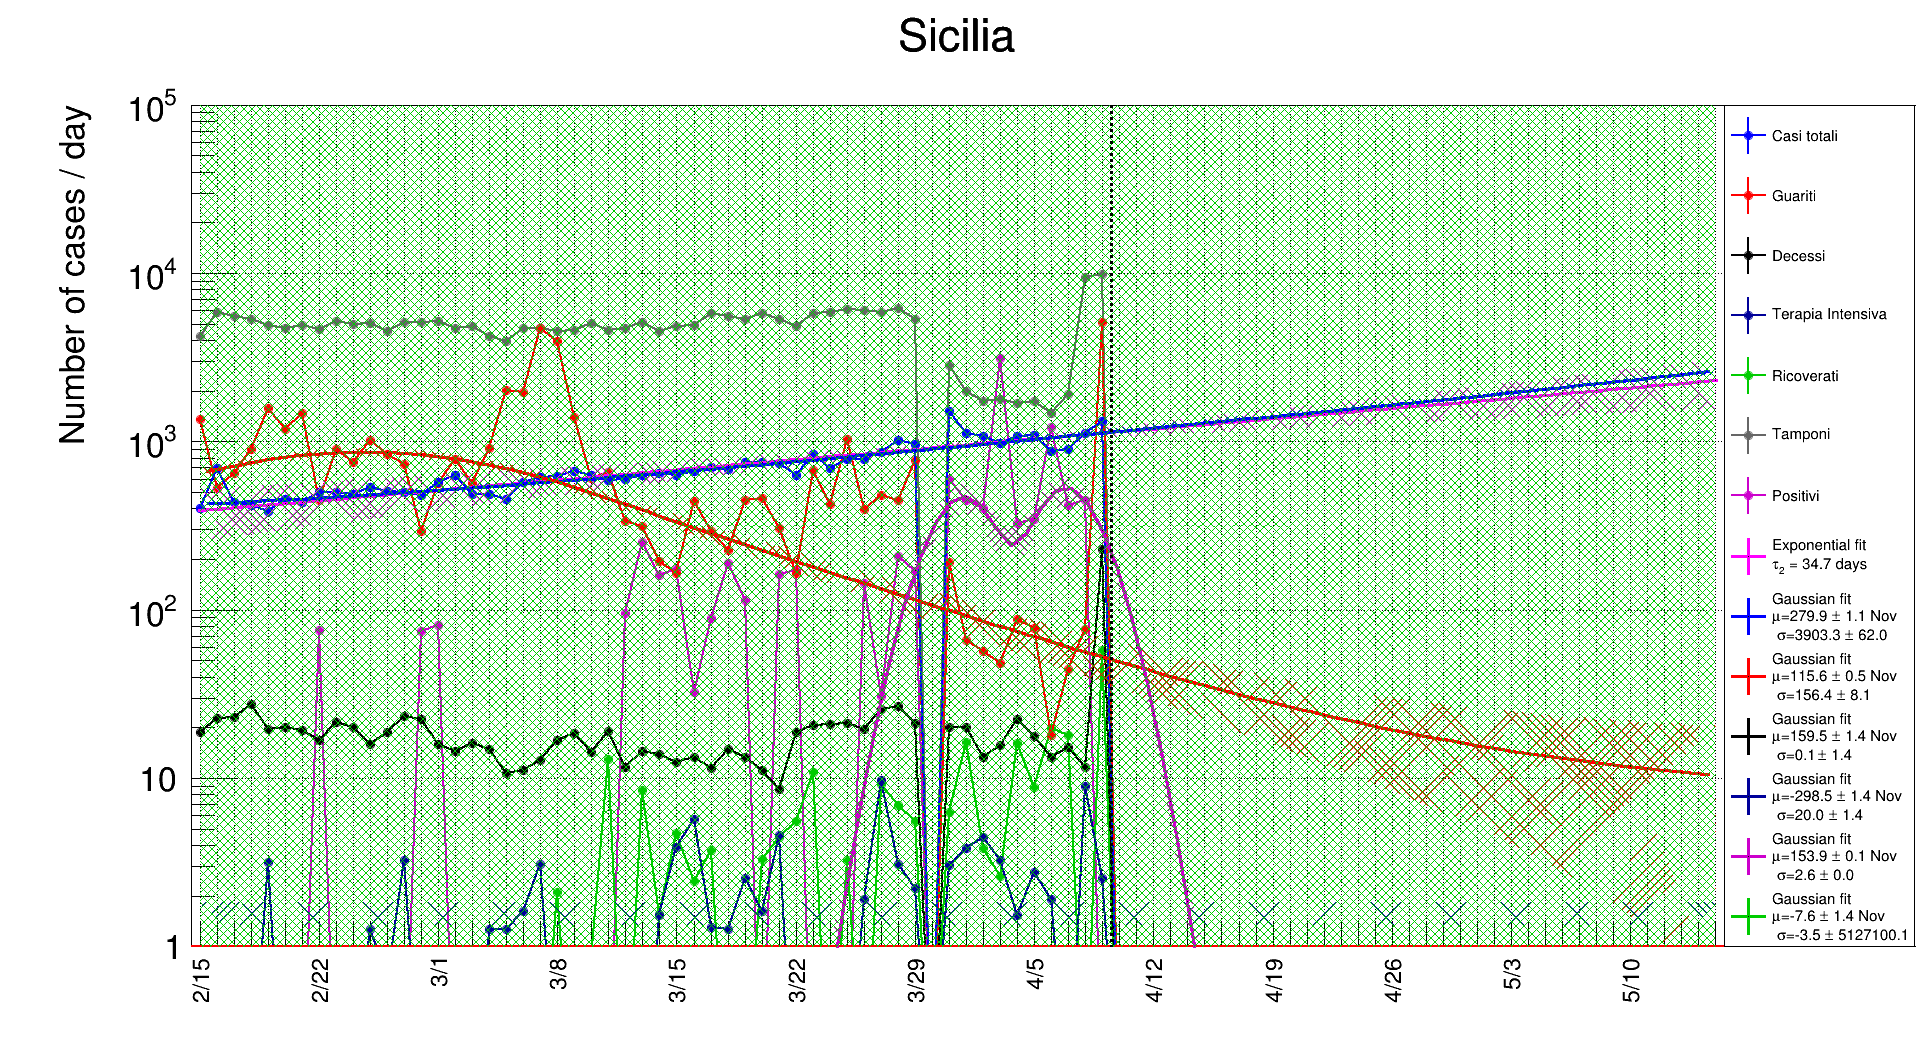 Sicilia
Number of cases / day
10^5
10^4
10^3
10^2
10
1
2/15
2/22
3/1
3/8
3/15
3/22
3/29
4/5
4/12
4/19
4/26
5/3
5/10
Casi totali
Guariti
Decessi
Terapia Intensiva
Ricoverati
Tamponi
Positivi
Exponential fit
τ₂ = 34.7 days
Gaussian fit
μ=279.9 ± 1.1 Nov
σ=3903.3 ± 62.0
Gaussian fit
μ=115.6 ± 0.5 Nov
σ=156.4 ± 8.1
Gaussian fit
μ=159.5 ± 1.4 Nov
σ=0.1 ± 1.4
Gaussian fit
μ=-298.5 ± 1.4 Nov
σ=20.0 ± 1.4
Gaussian fit
μ=153.9 ± 0.1 Nov
σ=2.6 ± 0.0
Gaussian fit
μ=-7.6 ± 1.4 Nov
σ=-3.5 ± 5127100.1